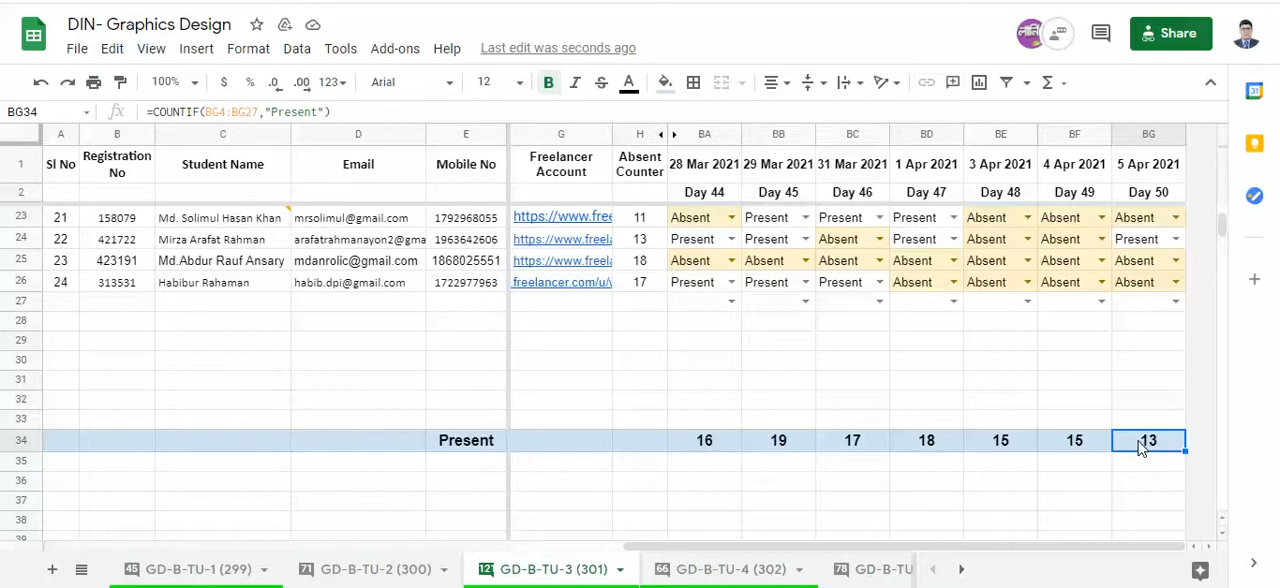 DIN- Graphics Design
File Edit View Insert Format Data Tools Add-ons Help Last edit was seconds ago
Share
100% $ % .0 .00 123 Arial 12 B I S A
BG34 fx =COUNTIF(BG4:BG27,"Present")
A B C D E G H BA BB BC BD BE BF BG
1 Sl No Registration No Student Name Email Mobile No Freelancer Account Absent Counter 28 Mar 2021 29 Mar 2021 31 Mar 2021 1 Apr 2021 3 Apr 2021 4 Apr 2021 5 Apr 2021
2 Day 44 Day 45 Day 46 Day 47 Day 48 Day 49 Day 50
23 21 158079 Md. Solimul Hasan Khan mrsolimul@gmail.com 1792968055 https://www.free 11 Absent Present Present Present Absent Absent Absent
24 22 421722 Mirza Arafat Rahman arafatrahmanayon2@gma 1963642606 https://www.freela 13 Present Present Absent Present Absent Absent Present
25 23 423191 Md.Abdur Rauf Ansary mdanrolic@gmail.com 1868025551 https://www.freela 18 Absent Absent Absent Absent Absent Absent Absent
26 24 313531 Habibur Rahaman habib.dpi@gmail.com 1722977963 .freelancer.com/u/ 17 Present Present Present Absent Absent Absent Absent
27
28
29
30
31
32
33
34 Present 16 19 17 18 15 15 13
35
36
37
38
39
45 GD-B-TU-1 (299) 71 GD-B-TU-2 (300) 12 GD-B-TU-3 (301) 66 GD-B-TU-4 (302) 78 GD-B-TU